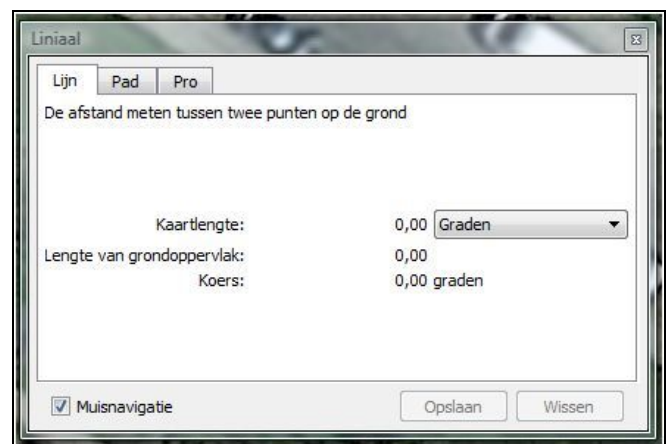 Liniaal
Lijn Pad Pro
De afstand meten tussen twee punten op de grond
Kaartlengte: 0,00 Graden
Lengte van grondoppervlak: 0,00
Koers: 0,00 graden
Muisnavigatie Opslaan Wissen